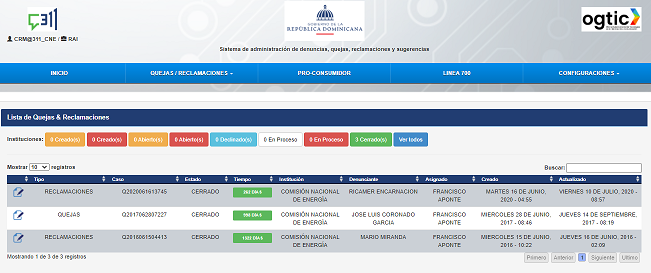 311
GOBIERNO DE LA
REPÚBLICA DOMINICANA
ogtic
CRM@311_CNE / RAI
Sistema de administración de denuncias, quejas, reclamaciones y sugerencias
INICIO QUEJAS / RECLAMACIONES PRO-CONSUMIDOR LINEA 700 CONFIGURACIONES
Lista de Quejas & Reclamaciones
Instituciones: 0 Creado(s) 0 Creado(s) 0 Abierto(s) 0 Abierto(s) 0 Declinado(s) 0 En Proceso 0 En Proceso 3 Cerrado(s) Ver todos
Mostrar 10 registros Buscar:
Tipo Caso Estado Tiempo Institución Denunciante Asignado Creado Actualizado
RECLAMACIONES Q2020061613745 CERRADO COMISIÓN NACIONAL DE ENERGÍA RICAMER ENCARNACION FRANCISCO APONTE MARTES 16 DE JUNIO, 2020 - 04:55 VIERNES 10 DE JULIO, 2020 - 08:57
QUEJAS Q2017062807227 CERRADO COMISIÓN NACIONAL DE ENERGÍA JOSE LUIS CORONADO GARCIA FRANCISCO APONTE MIERCOLES 28 DE JUNIO, 2017 - 08:46 JUEVES 14 DE SEPTIEMBRE, 2017 - 08:19
RECLAMACIONES Q2016061504413 CERRADO COMISIÓN NACIONAL DE ENERGÍA MARIO MIRANDA FRANCISCO APONTE MIERCOLES 15 DE JUNIO, 2016 - 10:22 JUEVES 16 DE JUNIO, 2016 - 02:09
Mostrando 1 de 3 de 3 registros Primero Anterior 1 Siguiente Ultimo